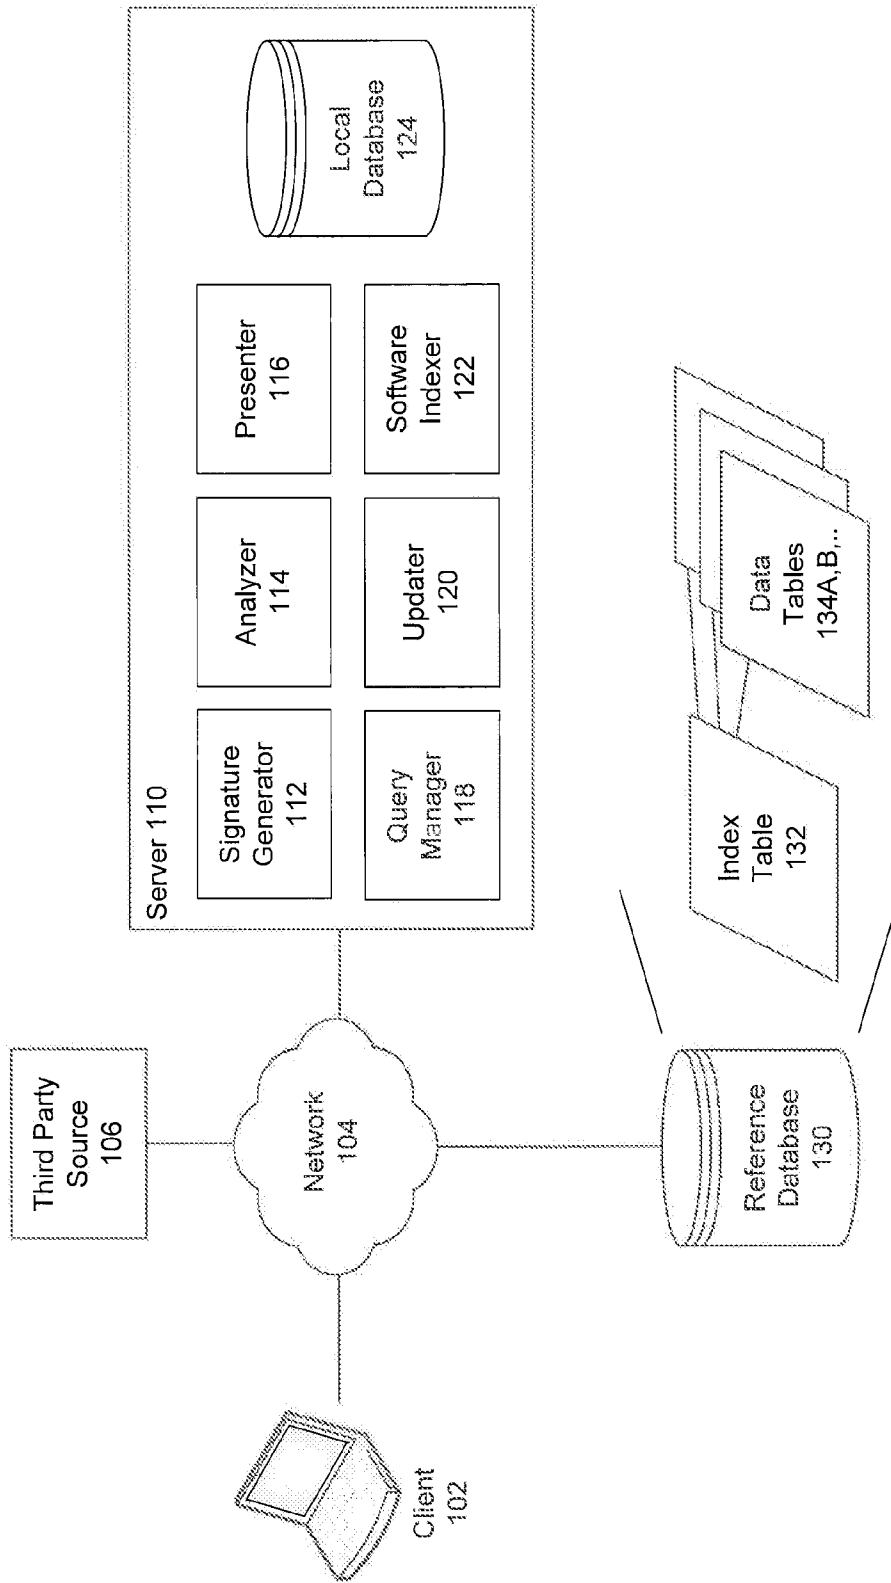 Third Party
Source
106
Server 110
Signature
Generator
112
Analyzer
114
Presenter
116
Query
Manager
118
Updater
120
Software
Indexer
122
Local
Database
124
Network
104
Client
102
Reference
Database
130
Index
Table
132
Data
Tables
134A,B,..